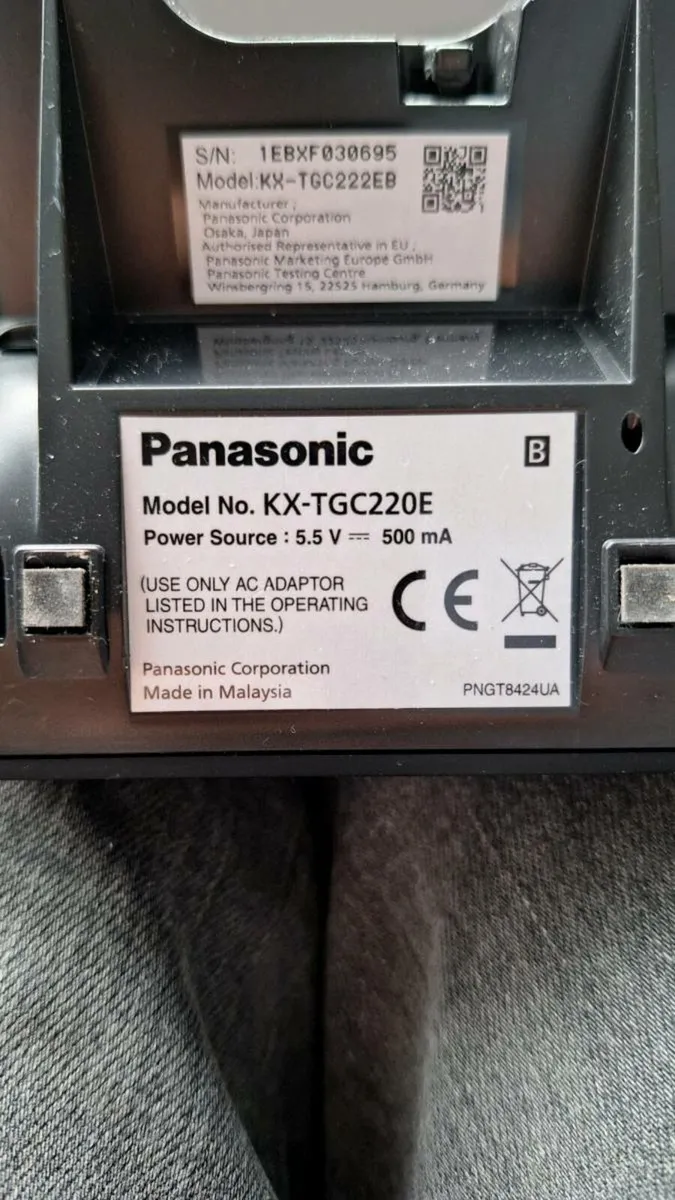 S/N: 1EBXF030695
Model:KX-TGC222EB
Manufacturer ;
Panasonic Corporation
Osaka, Japan
Authorised Representative in EU ;
Panasonic Marketing Europe GmbH
Panasonic Testing Centre
Winsbergring 15, 22525 Hamburg, Germany
Panasonic
B
Model No. KX-TGC220E
Power Source : 5.5 V ⎓ 500 mA
(USE ONLY AC ADAPTOR
LISTED IN THE OPERATING
INSTRUCTIONS.)
CE
Panasonic Corporation
Made in Malaysia
PNGT8424UA